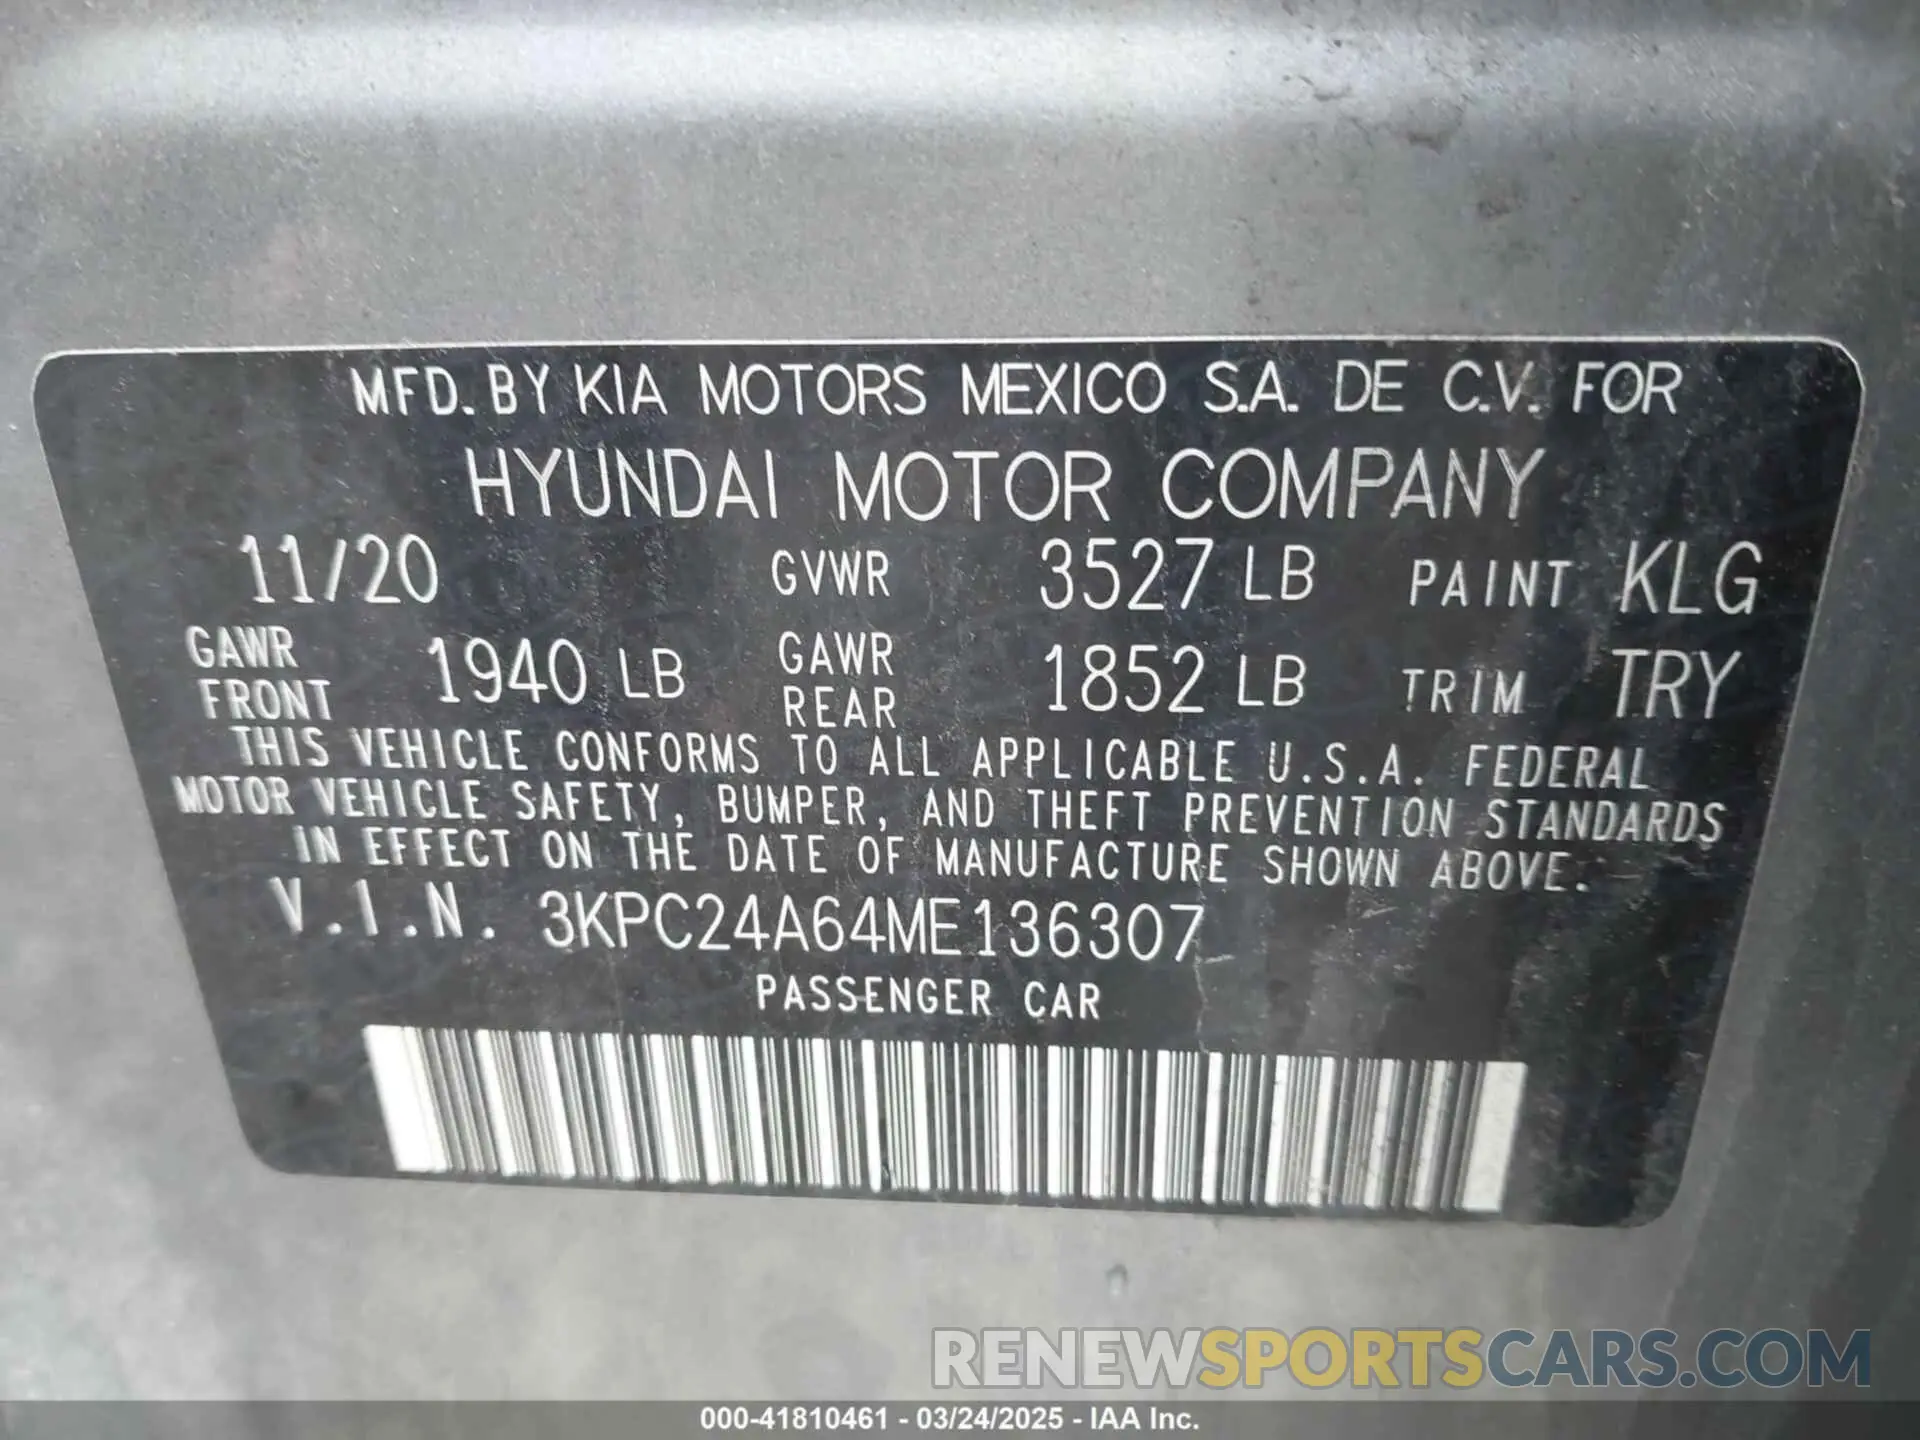 MFD. BY KIA MOTORS MEXICO S.A. DE C.V. FOR
HYUNDAI MOTOR COMPANY
11/20 GVWR 3527 LB PAINT KLG
GAWR FRONT 1940 LB GAWR REAR 1852 LB TRIM TRY
THIS VEHICLE CONFORMS TO ALL APPLICABLE U.S.A. FEDERAL
MOTOR VEHICLE SAFETY, BUMPER, AND THEFT PREVENTION STANDARDS
IN EFFECT ON THE DATE OF MANUFACTURE SHOWN ABOVE.
V.I.N. 3KPC24A64ME136307
PASSENGER CAR
RENEWSPORTSCARS.COM
000-41810461 - 03/24/2025 - IAA Inc.